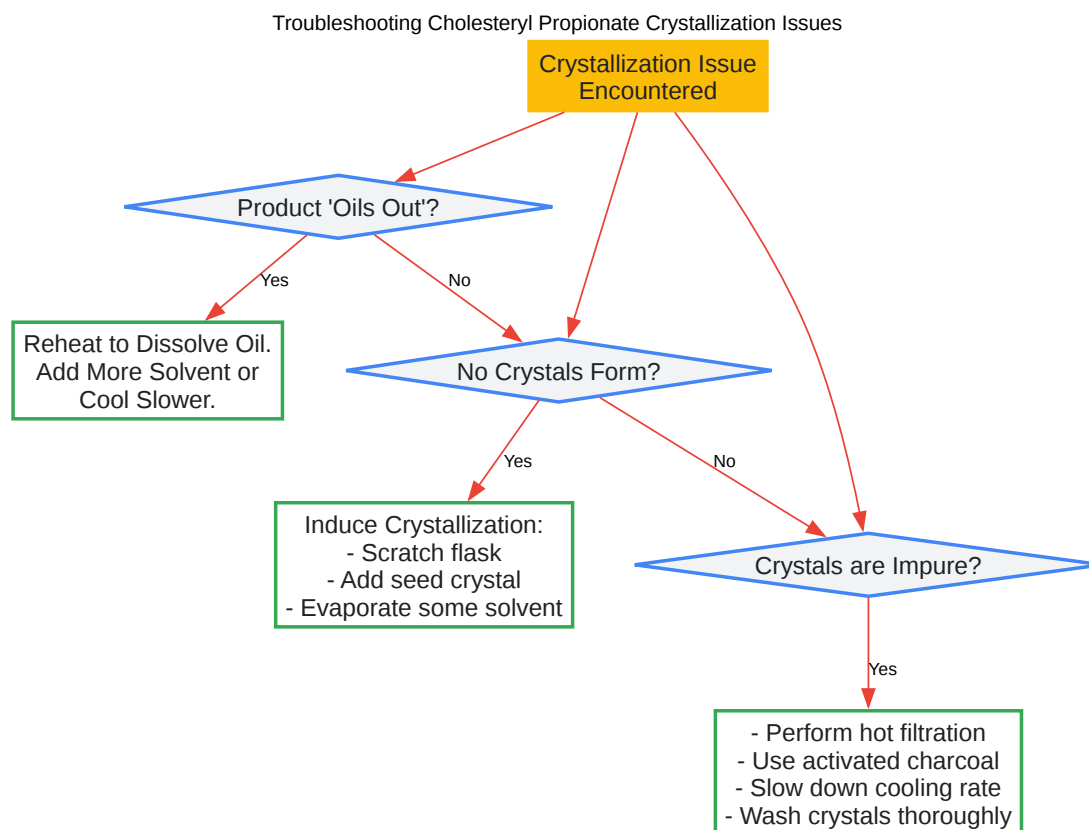 Troubleshooting Cholesteryl Propionate Crystallization Issues
Crystallization Issue
Encountered
Product 'Oils Out'?
Yes
No
Reheat to Dissolve Oil.
Add More Solvent or
Cool Slower.
No Crystals Form?
Yes
No
Induce Crystallization:
- Scratch flask
- Add seed crystal
- Evaporate some solvent
Crystals are Impure?
Yes
- Perform hot filtration
- Use activated charcoal
- Slow down cooling rate
- Wash crystals thoroughly